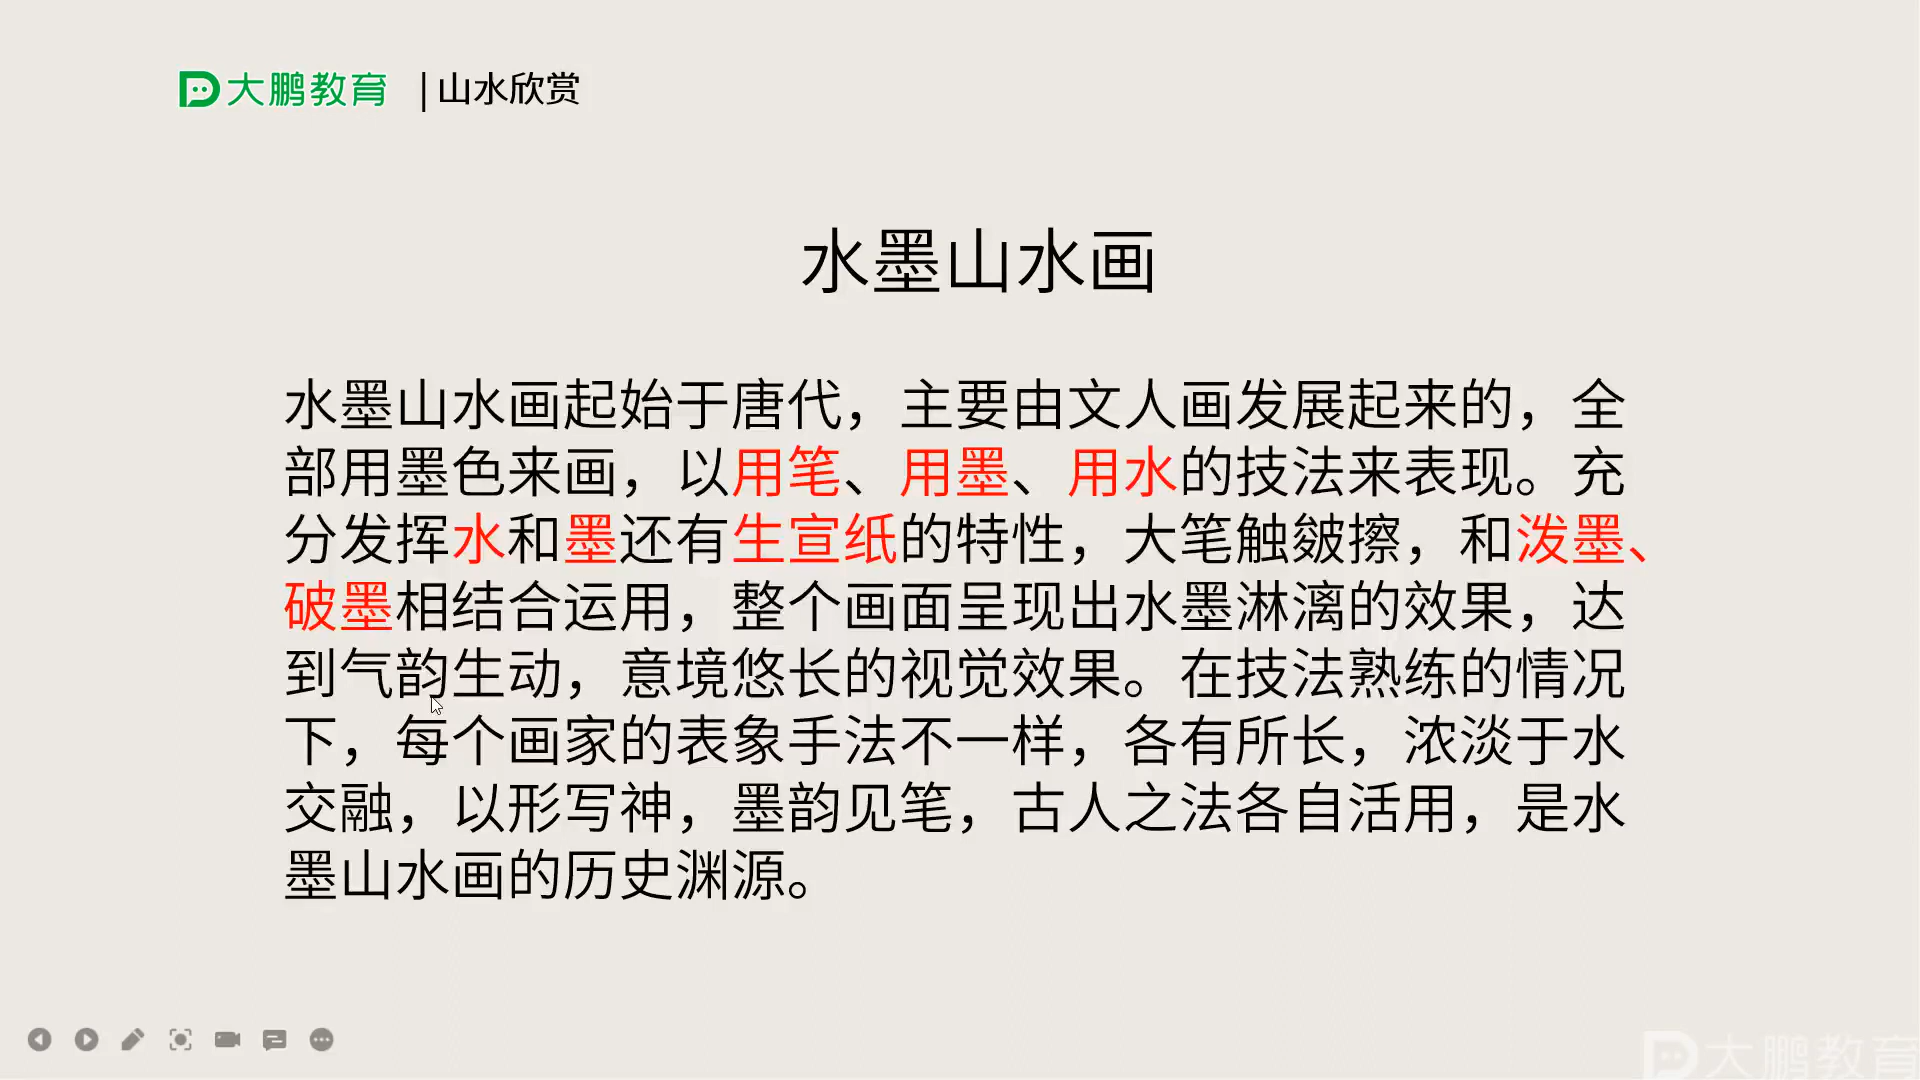 大鹏教育 | 山水欣赏
水墨山水画
水墨山水画起始于唐代，主要由文人画发展起来的，全
部用墨色来画，以用笔、用墨、用水的技法来表现。充
分发挥水和墨还有生宣纸的特性，大笔触皴擦，和泼墨、
破墨相结合运用，整个画面呈现出水墨淋漓的效果，达
到气韵生动，意境悠长的视觉效果。在技法熟练的情况
下，每个画家的表象手法不一样，各有所长，浓淡于水
交融，以形写神，墨韵见笔，古人之法各自活用，是水
墨山水画的历史渊源。
大鹏教育